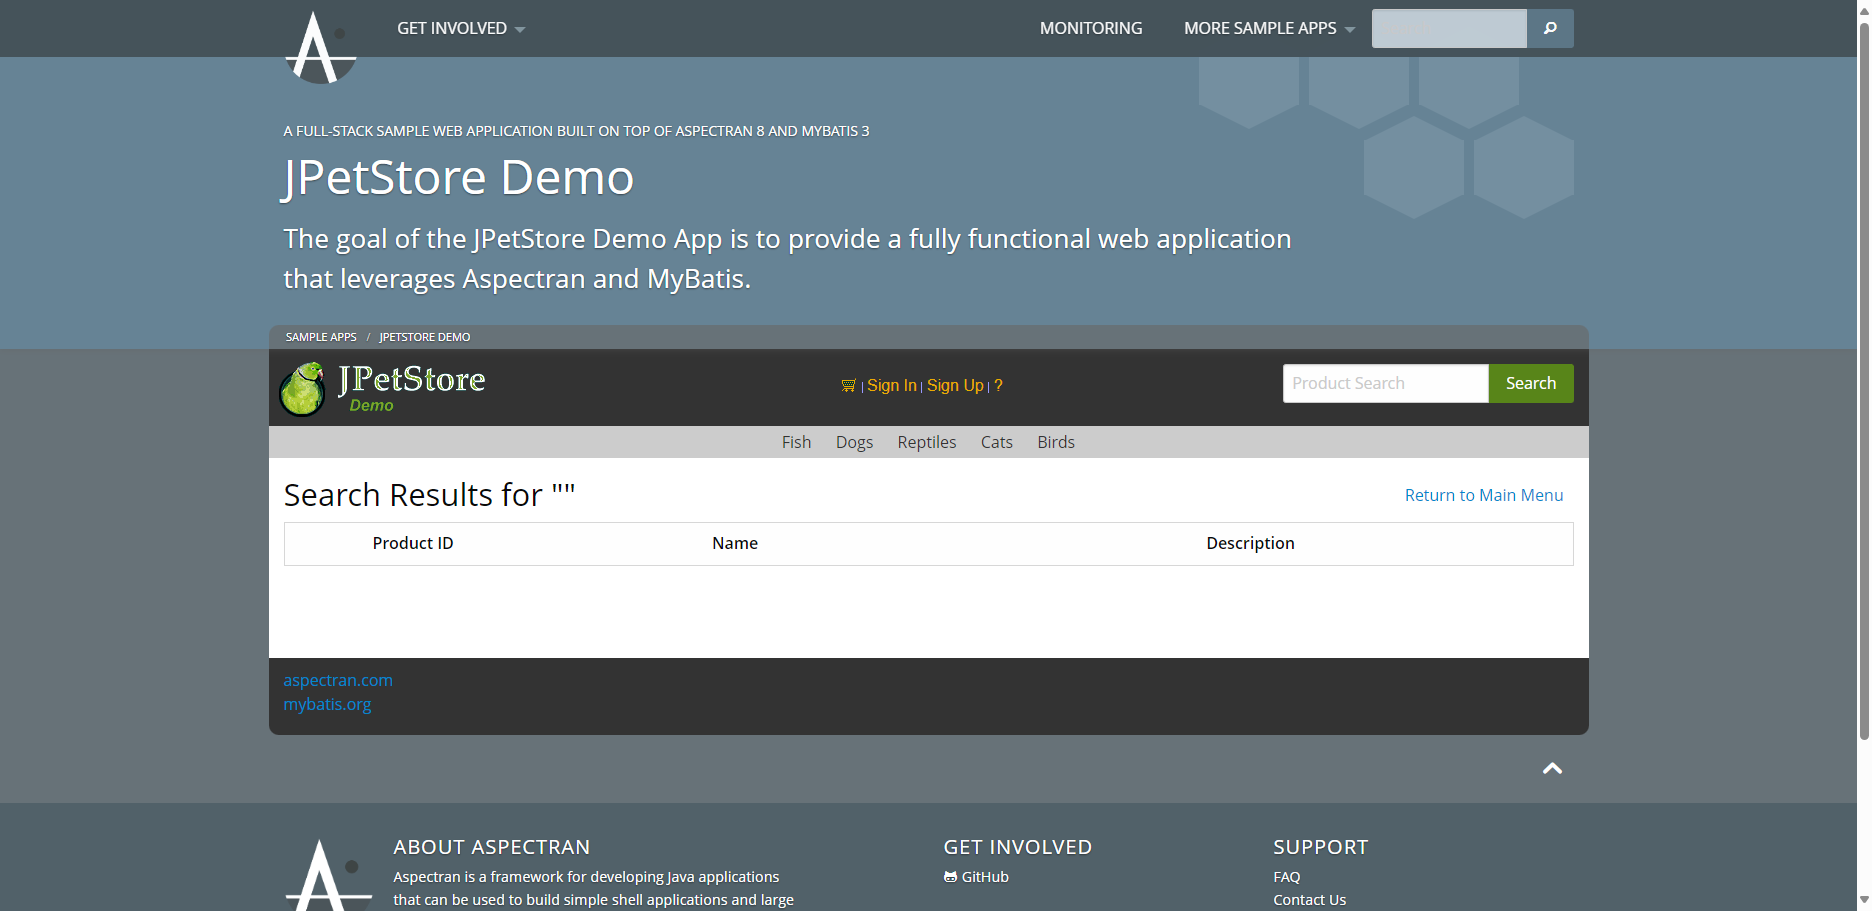 GET INVOLVED
MONITORING
MORE SAMPLE APPS
A FULL-STACK SAMPLE WEB APPLICATION BUILT ON TOP OF ASPECTRAN 8 AND MYBATIS 3
JPetStore Demo
The goal of the JPetStore Demo App is to provide a fully functional web application
that leverages Aspectran and MyBatis.
SAMPLE APPS / JPETSTORE DEMO
JPetStore
Demo
| Sign In | Sign Up | ?
Product Search
Search
Fish Dogs Reptiles Cats Birds
Search Results for ""
Return to Main Menu
Product ID Name Description
aspectran.com
mybatis.org
ABOUT ASPECTRAN
Aspectran is a framework for developing Java applications
that can be used to build simple shell applications and large
GET INVOLVED
GitHub
SUPPORT
FAQ
Contact Us